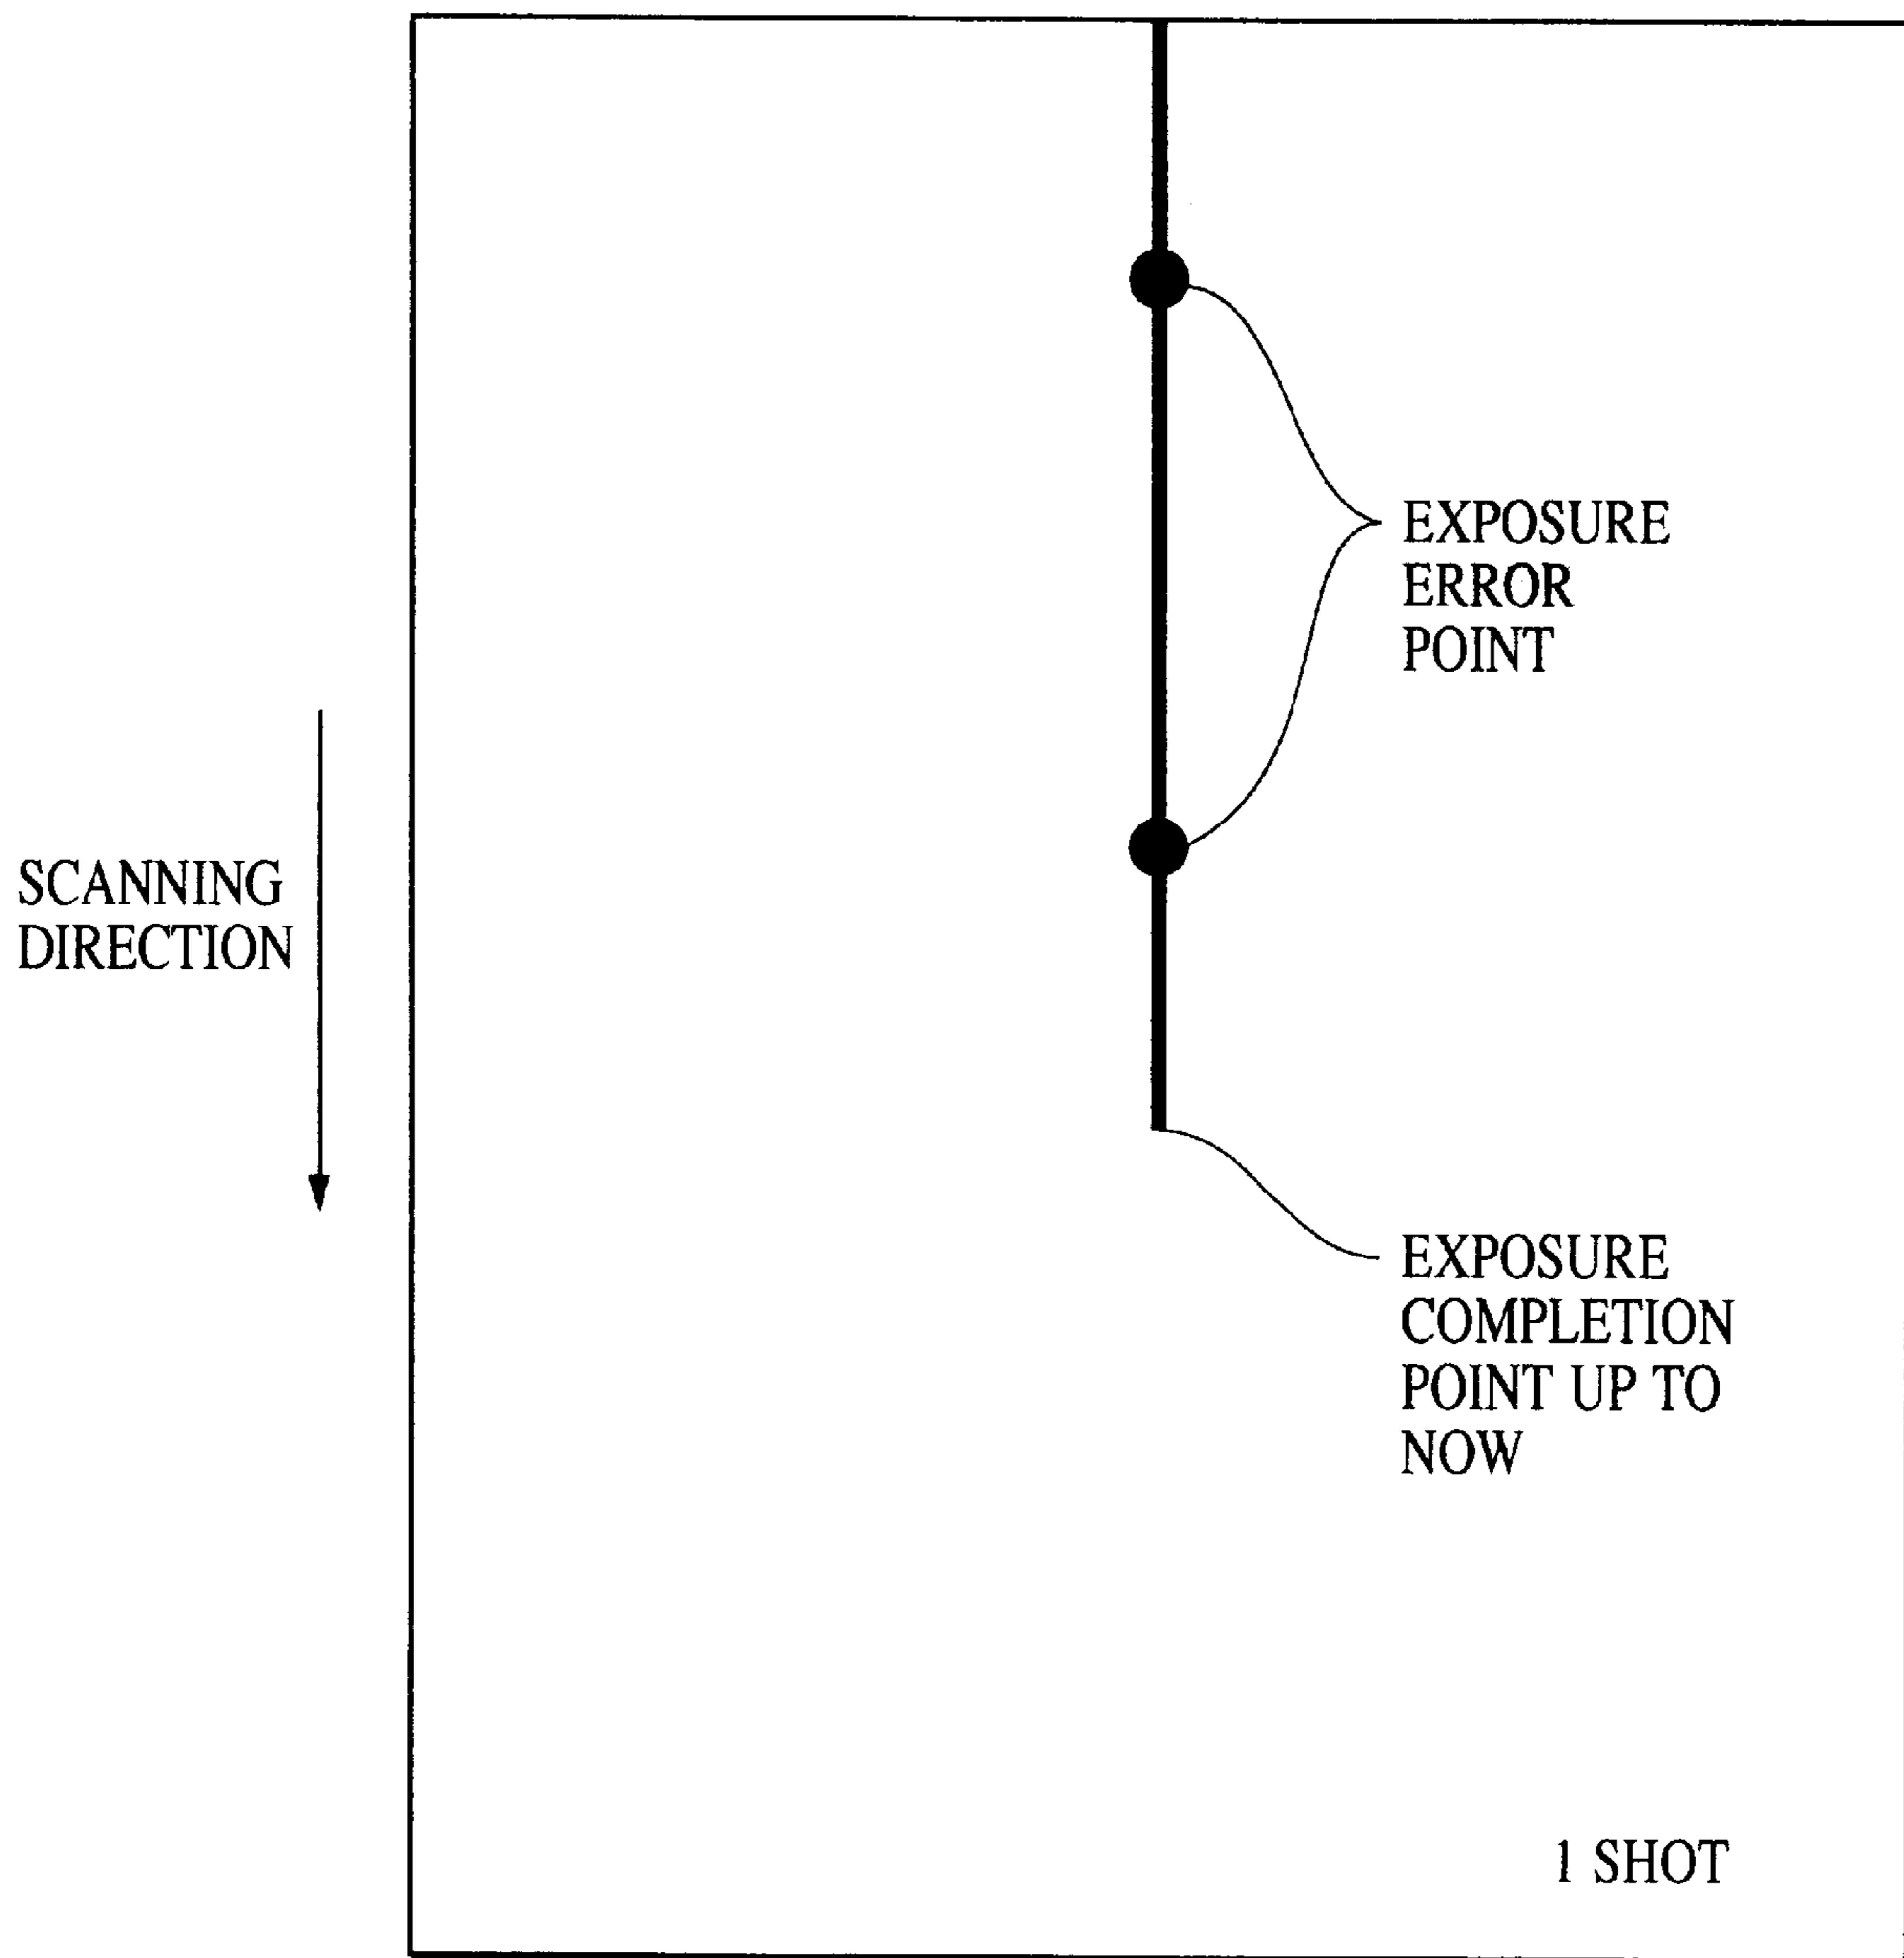 EXPOSURE
ERROR
POINT
SCANNING
DIRECTION
EXPOSURE
COMPLETION
POINT UP TO
NOW
1 SHOT